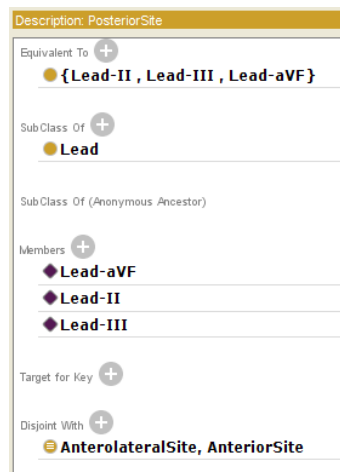 Description: PosteriorSite
Equivalent To
{Lead-II , Lead-III , Lead-aVF}
SubClass Of
Lead
SubClass Of (Anonymous Ancestor)
Members
Lead-aVF
Lead-II
Lead-III
Target for Key
Disjoint With
AnterolateralSite, AnteriorSite